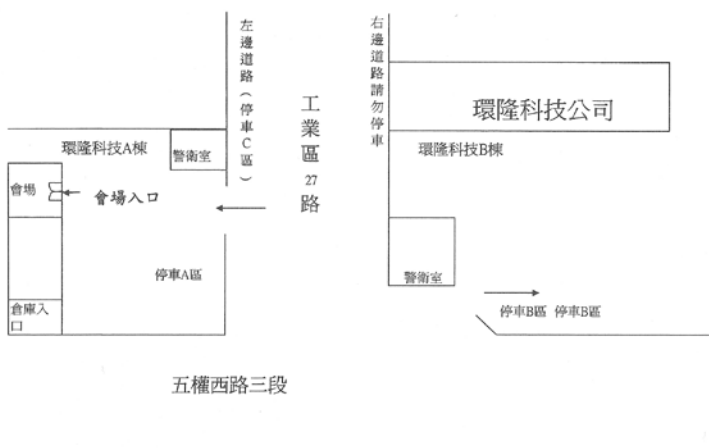 左邊道路（停車C區）
工業區27路
右邊道路請勿停車
環隆科技公司
環隆科技A棟
警衛室
環隆科技B棟
會場
會場入口
停車A區
警衛室
停車B區 停車B區
倉庫入
口
五權西路三段